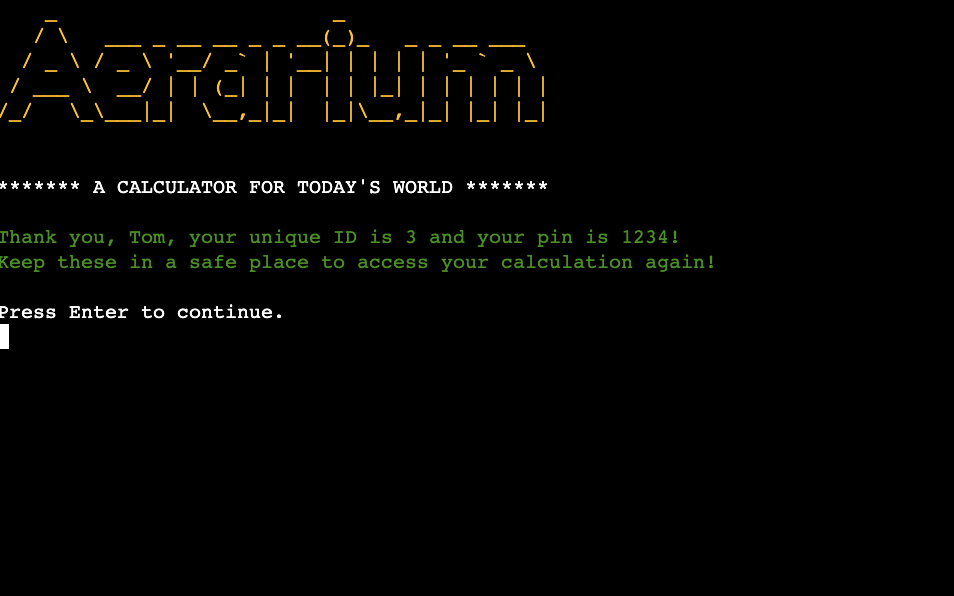 Aerarium
******* A CALCULATOR FOR TODAY'S WORLD *******
Thank you, Tom, your unique ID is 3 and your pin is 1234!
Keep these in a safe place to access your calculation again!
Press Enter to continue.